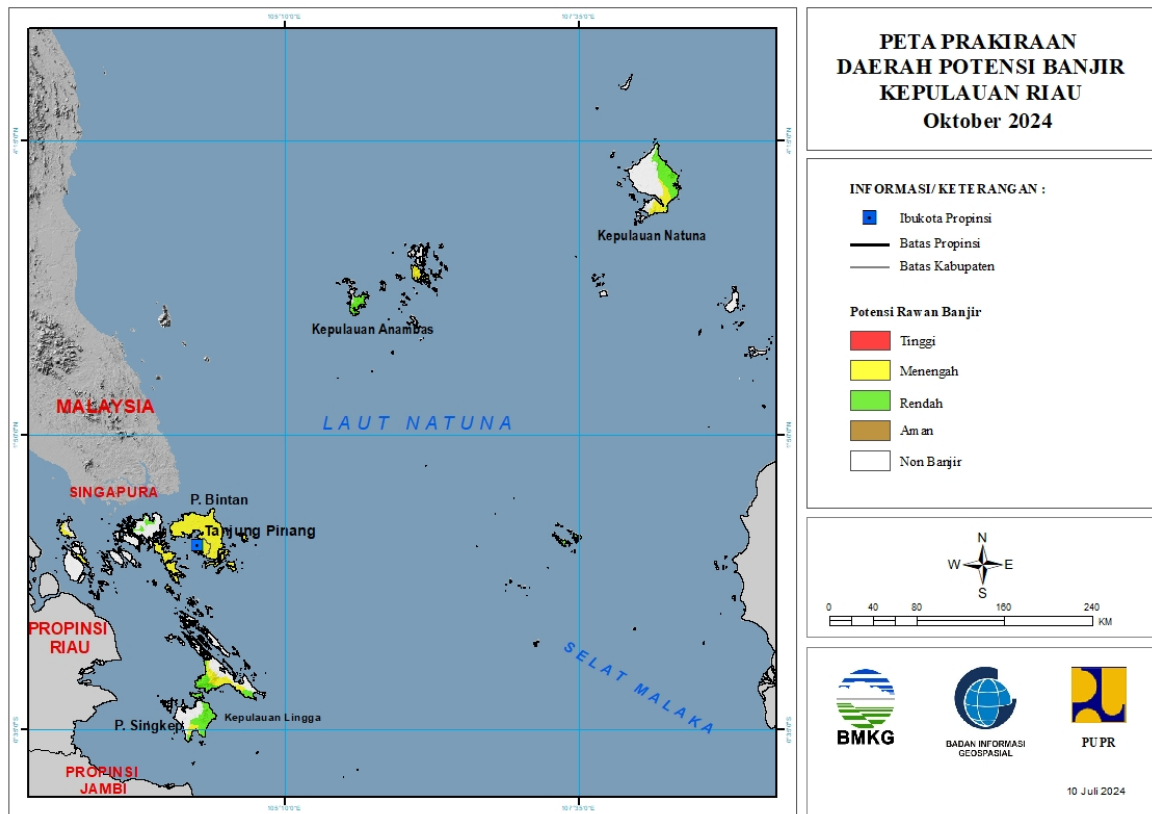 PETA PRAKIRAAN
DAERAH POTENSI BANJIR
KEPULAUAN RIAU
Oktober 2024
INFORMASI/ KETERANGAN :
Ibukota Propinsi
Batas Propinsi
Batas Kabupaten
Potensi Rawan Banjir
Tinggi
Menengah
Rendah
Aman
Non Banjir
N
W
E
S
0 40 80 160 240
KM
BMKG
BADAN INFORMASI
GEOSPASIAL
PUPR
10 Juli 2024
Kepulauan Natuna
Kepulauan Anambas
MALAYSIA
LAUT NATUNA
SINGAPURA
P. Bintan
Tanjung Pinang
PROPINSI
RIAU
SELAT MALAKA
P. Singkep
Kepulauan Lingga
PROPINSI
JAMBI